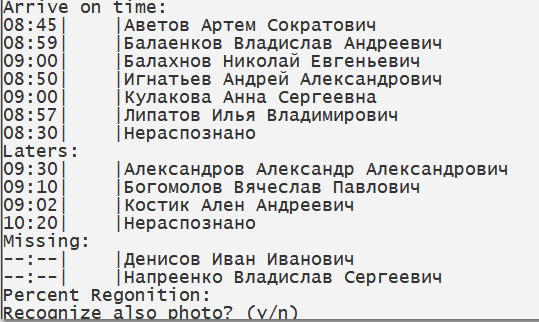 Arrive on time:
08:45|    |Аветов Артем Сократович
08:59|    |Балаенков Владислав Андреевич
09:00|    |Балахнов Николай Евгеньевич
08:50|    |Игнатьев Андрей Александрович
09:00|    |Кулакова Анна Сергеевна
08:57|    |Липатов Илья Владимирович
08:30|    |Нераспознано
Laters:
09:30|    |Александров Александр Александрович
09:10|    |Богомолов Вячеслав Павлович
09:02|    |Костик Ален Андреевич
10:20|    |Нераспознано
Missing:
--:--|    |Денисов Иван Иванович
--:--|    |Напреенко Владислав Сергеевич
Percent Regonition:
Recognize also photo? (y/n)